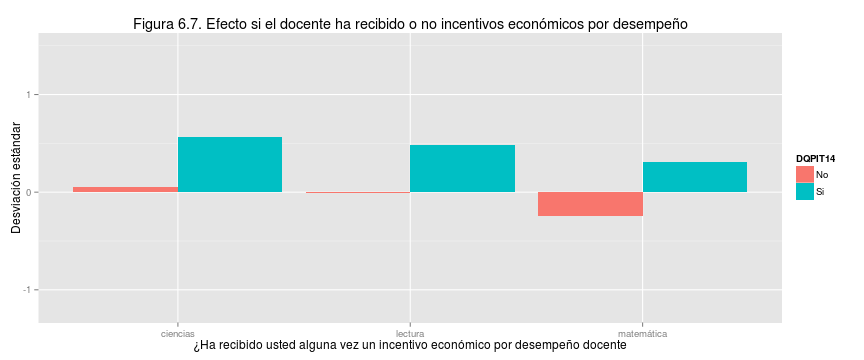 Figura 6.7. Efecto si el docente ha recibido o no incentivos económicos por desempeño
Desviación estándar
1
0
-1
ciencias
lectura
matemática
¿Ha recibido usted alguna vez un incentivo económico por desempeño docente
DQPIT14
No
Si